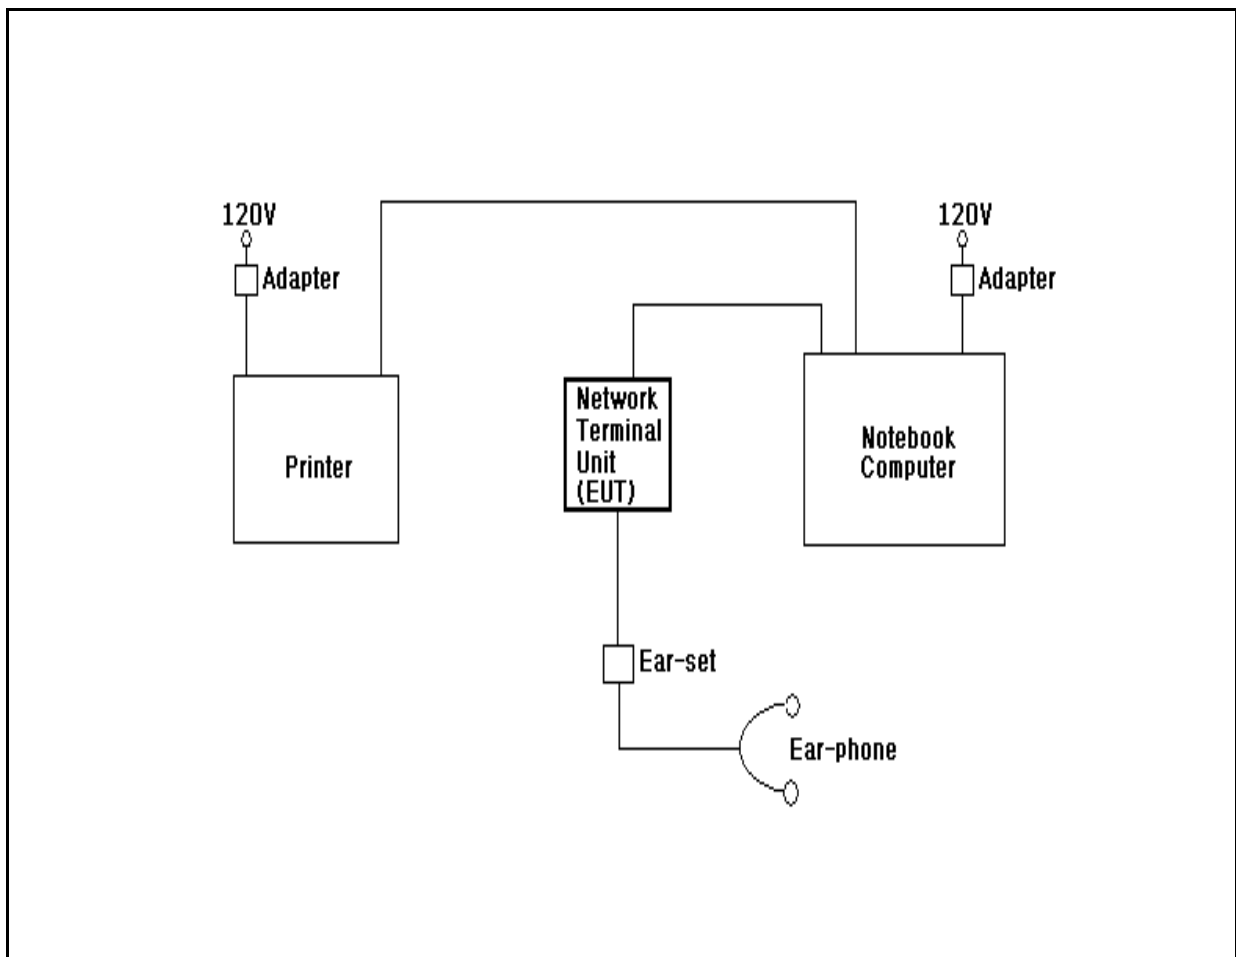 120V
Adapter
120V
Adapter
Printer
Network
Terminal
Unit
(EUT)
Notebook
Computer
Ear-set
Ear-phone